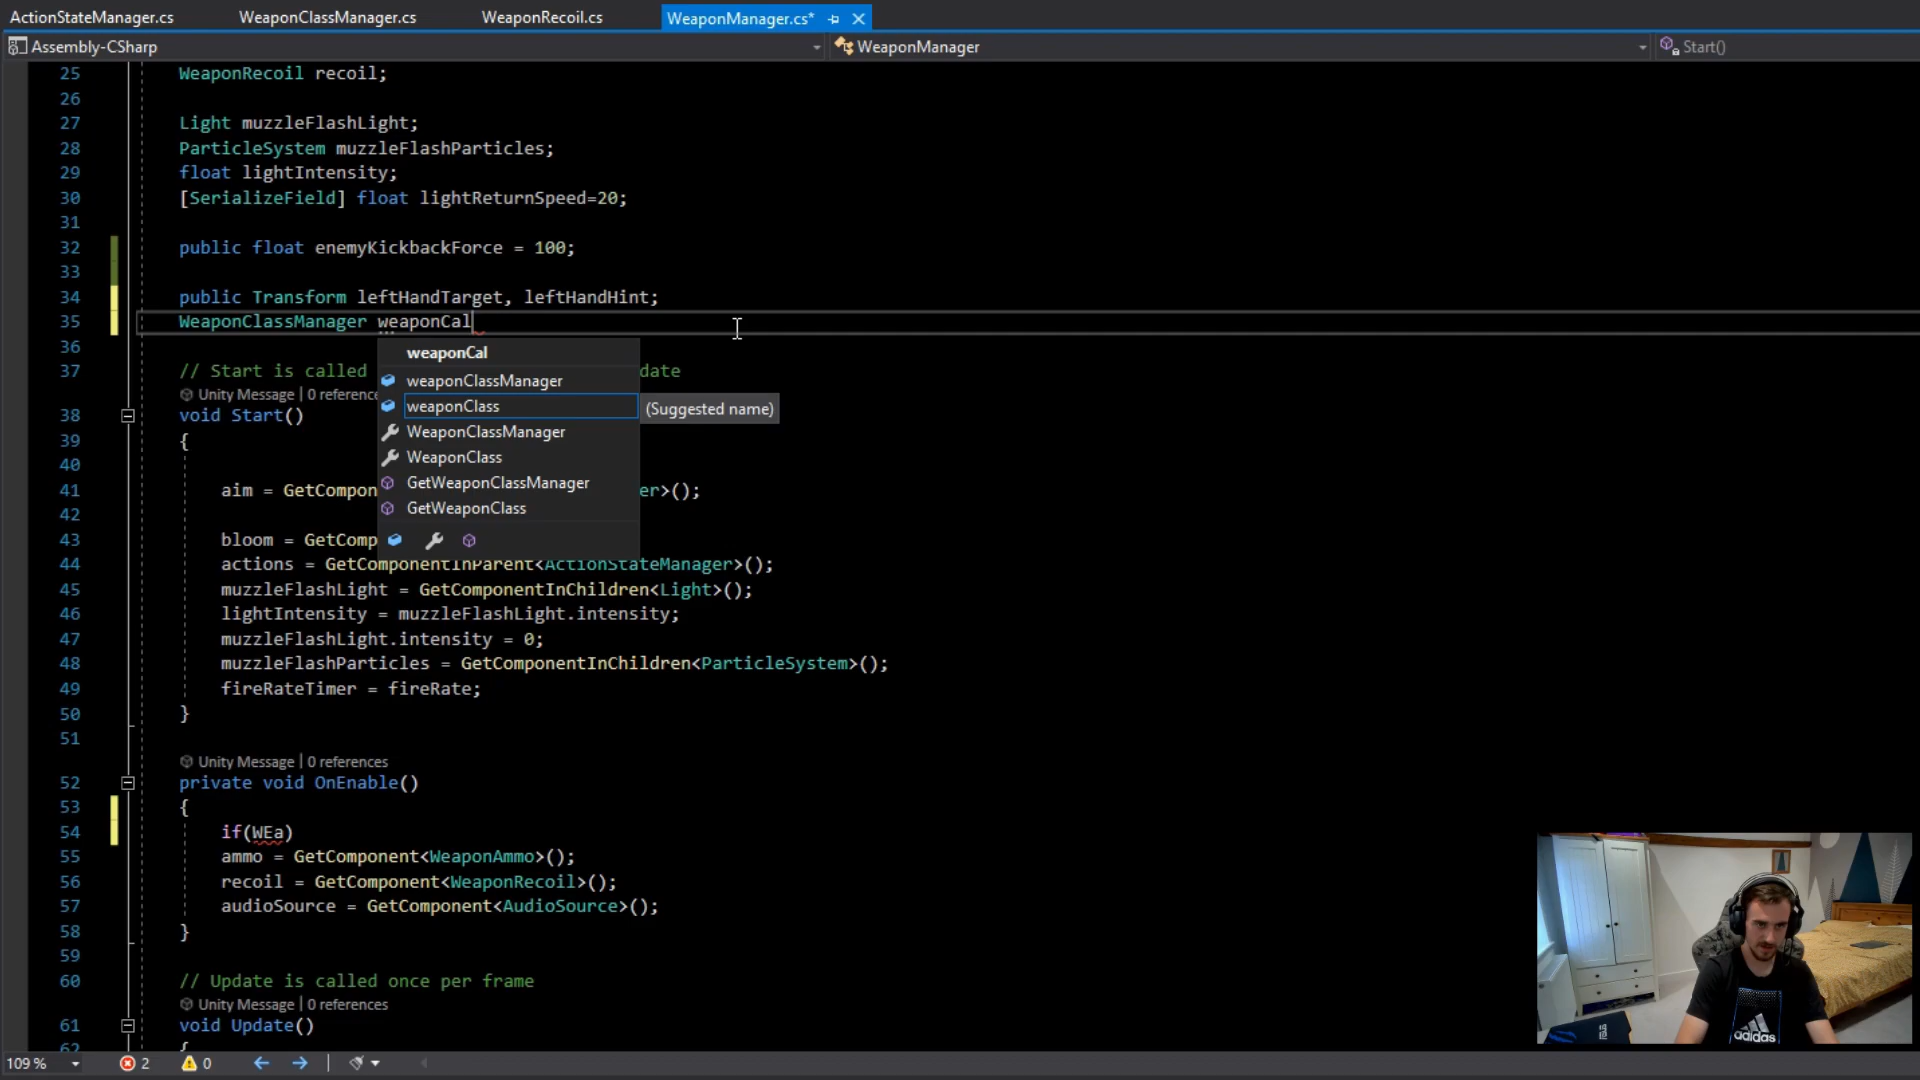 ActionStateManager.cs WeaponClassManager.cs WeaponRecoil.cs WeaponManager.cs*
Assembly-CSharp WeaponManager Start()
25 WeaponRecoil recoil;
26
27 Light muzzleFlashLight;
28 ParticleSystem muzzleFlashParticles;
29 float lightIntensity;
30 [SerializeField] float lightReturnSpeed=20;
31
32 public float enemyKickbackForce = 100;
33
34 public Transform leftHandTarget, leftHandHint;
35 WeaponClassManager weaponCal
36
weaponCal
37 // Start is called date
weaponClassManager
Unity Message | 0 reference
weaponClass (Suggested name)
38 void Start()
WeaponClassManager
39 {
WeaponClass
40
GetWeaponClassManager
41 aim = GetCompon er>();
GetWeaponClass
42
43 bloom = GetComp
44 actions = GetComponentInParent<ActionStateManager>();
45 muzzleFlashLight = GetComponentInChildren<Light>();
46 lightIntensity = muzzleFlashLight.intensity;
47 muzzleFlashLight.intensity = 0;
48 muzzleFlashParticles = GetComponentInChildren<ParticleSystem>();
49 fireRateTimer = fireRate;
50 }
51
Unity Message | 0 references
52 private void OnEnable()
53 {
54 if(WEa)
55 ammo = GetComponent<WeaponAmmo>();
56 recoil = GetComponent<WeaponRecoil>();
57 audioSource = GetComponent<AudioSource>();
58 }
59
60 // Update is called once per frame
Unity Message | 0 references
61 void Update()
62 {
109 % 2 0
adidas